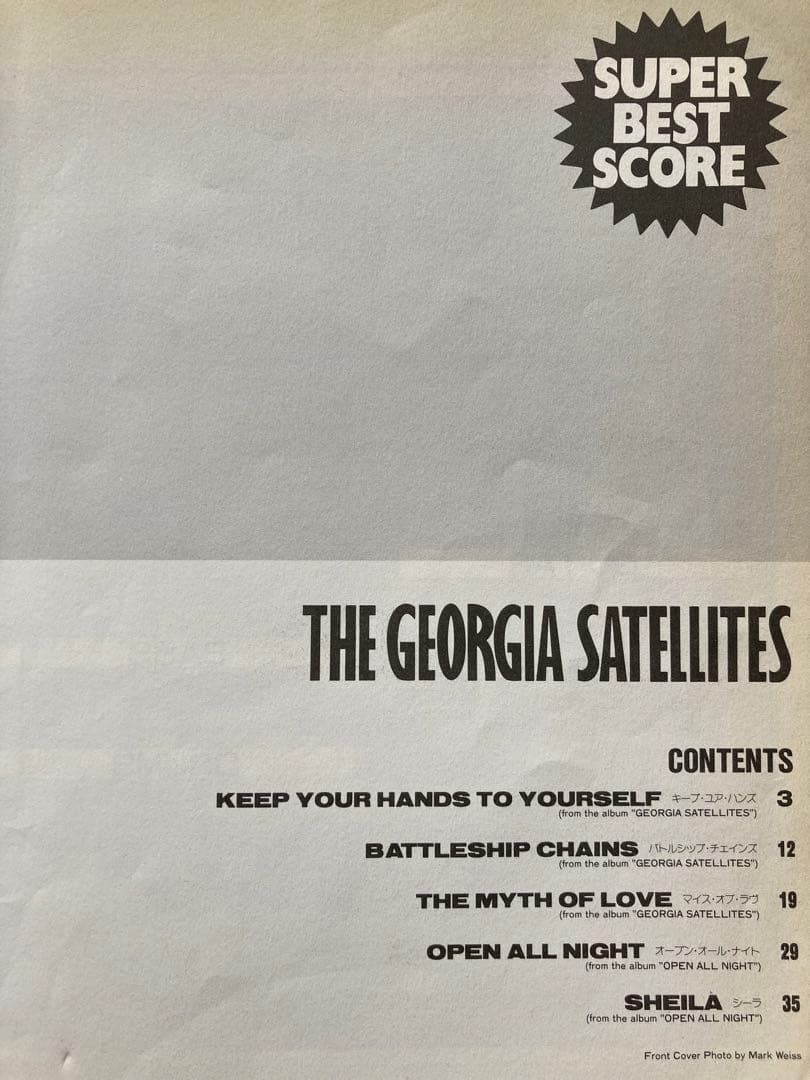 SUPER
BEST
SCORE
THE GEORGIA SATELLITES
CONTENTS
KEEP YOUR HANDS TO YOURSELF キープ・ユア・ハンズ 3
(from the album "GEORGIA SATELLITES")
BATTLESHIP CHAINS バトルシップ・チェインズ 12
(from the album "GEORGIA SATELLITES")
THE MYTH OF LOVE マイス・オブ・ラヴ 19
(from the album "GEORGIA SATELLITES")
OPEN ALL NIGHT オープン・オール・ナイト 29
(from the album "OPEN ALL NIGHT")
SHEILA シーラ 35
(from the album "OPEN ALL NIGHT")
Front Cover Photo by Mark Weiss